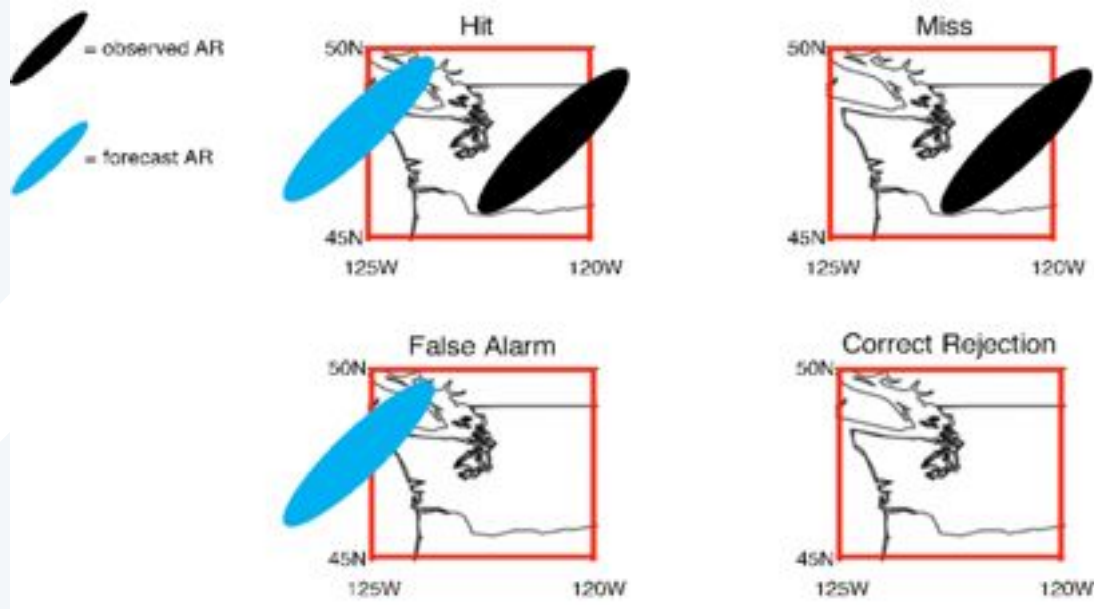 = observed AR
= forecast AR
Hit
50N
45N
125W 120W
Miss
50N
45N
125W 120W
False Alarm
50N
45N
125W 120W
Correct Rejection
50N
45N
125W 120W